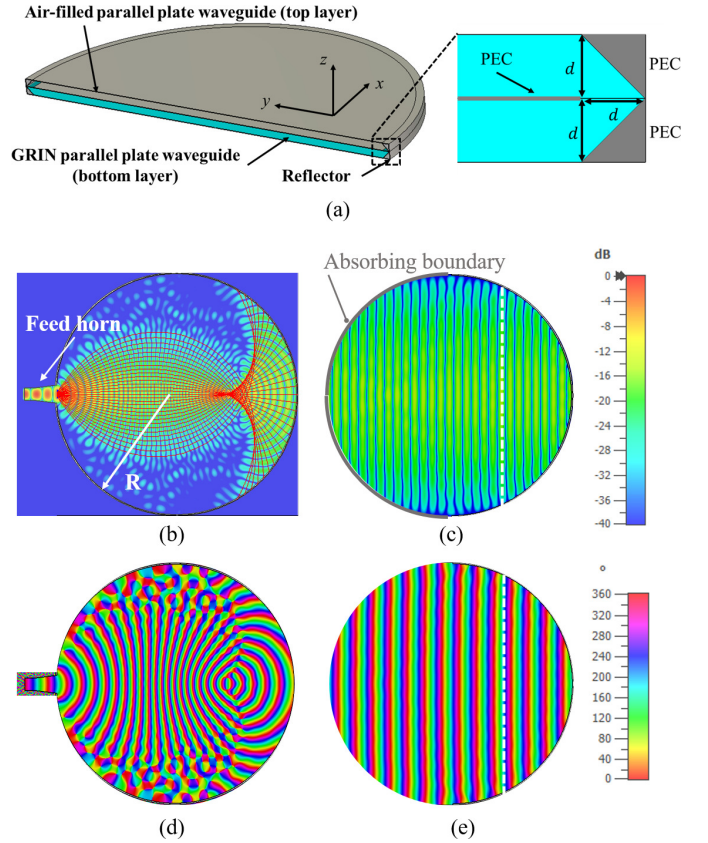 Air-filled parallel plate waveguide (top layer)
z
x
y
GRIN parallel plate waveguide
(bottom layer)
Reflector
PEC
d
PEC
d
d
PEC
(a)
Feed horn
R
(b)
Absorbing boundary
(c)
dB
0
-4
-8
-12
-16
-20
-24
-28
-32
-36
-40
(d)
(e)
°
360
320
280
240
200
160
120
80
40
0